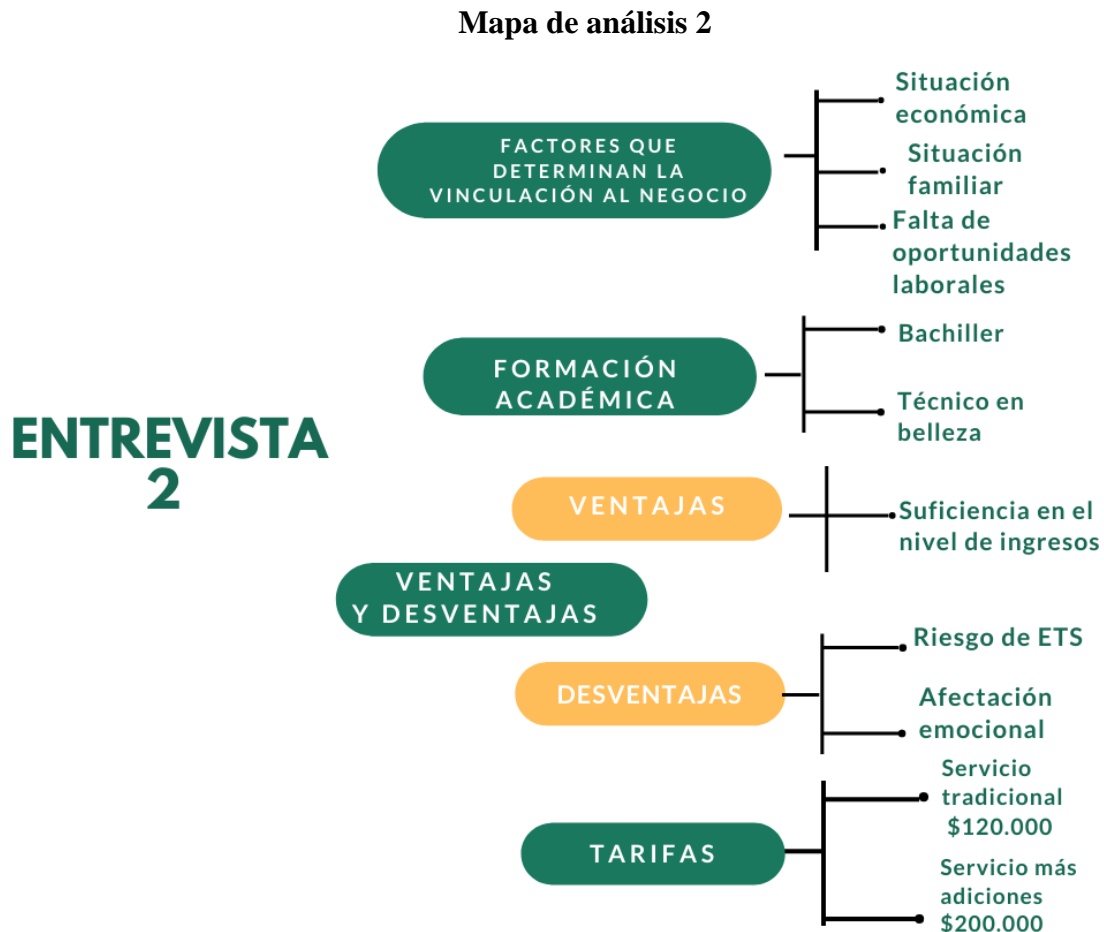 Mapa de análisis 2
FACTORES QUE
DETERMINAN LA
VINCULACIÓN AL NEGOCIO
Situación
económica
Situación
familiar
Falta de
oportunidades
laborales
FORMACIÓN
ACADÉMICA
Bachiller
Técnico en
belleza
ENTREVISTA
2
VENTAJAS
Suficiencia en el
nivel de ingresos
VENTAJAS
Y DESVENTAJAS
DESVENTAJAS
Riesgo de ETS
Afectación
emocional
TARIFAS
Servicio
tradicional
$120.000
Servicio más
adiciones
$200.000